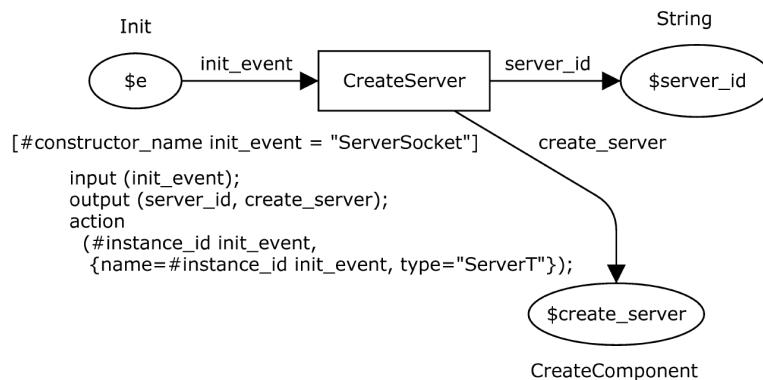 Init
String
$e
init_event
CreateServer
server_id
$server_id
[#constructor_name init_event = "ServerSocket"]
create_server
input (init_event);
output (server_id, create_server);
action
(#instance_id init_event,
{name=#instance_id init_event, type="ServerT"});
$create_server
CreateComponent